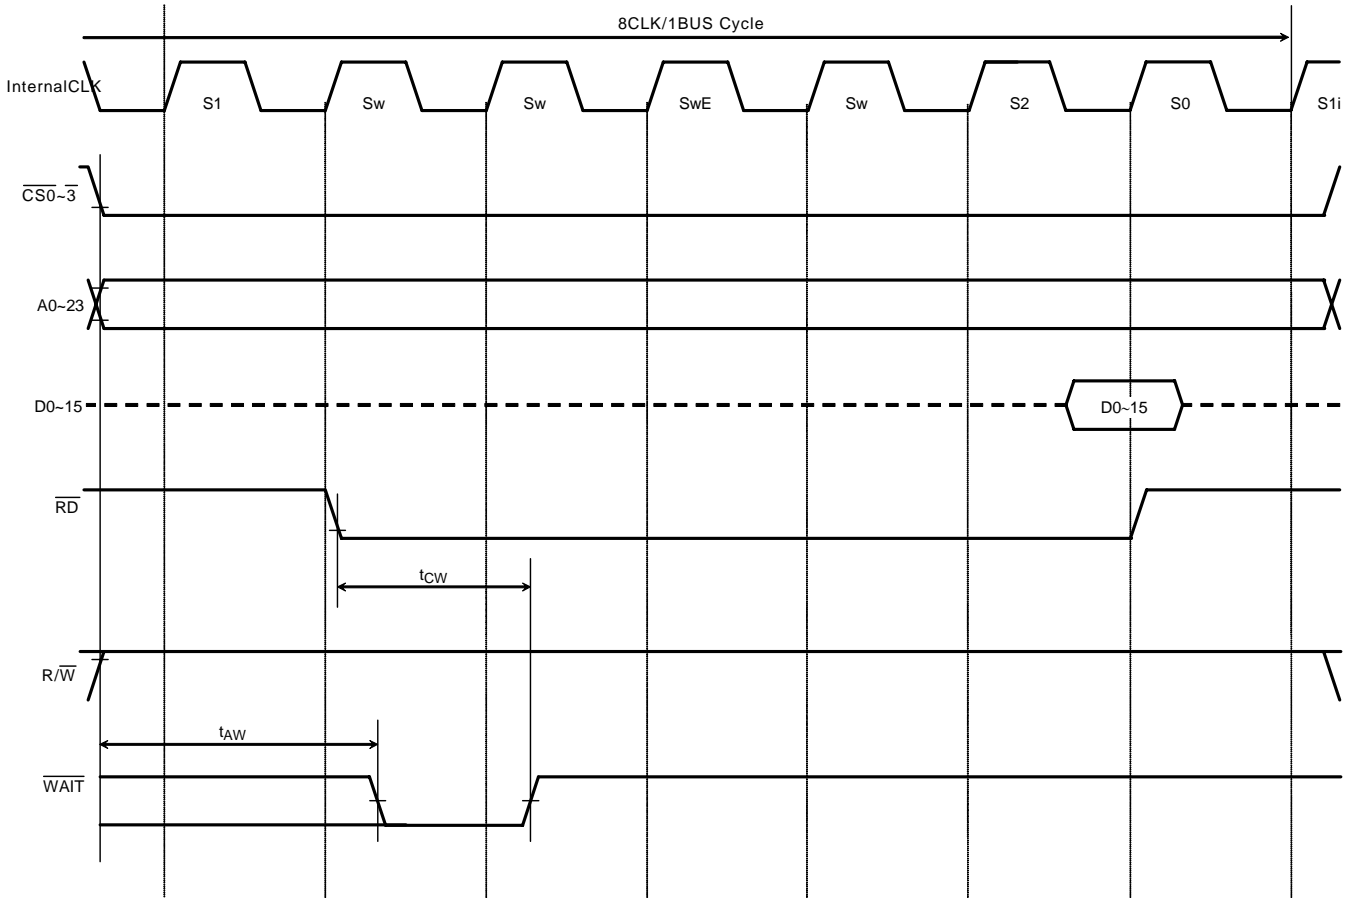 8CLK/1BUS Cycle
InternalCLK
S1 Sw Sw SwE Sw S2 S0 S1i
CS0~3
A0~23
D0~15 D0~15
RD
tCW
R/W
tAW
WAIT